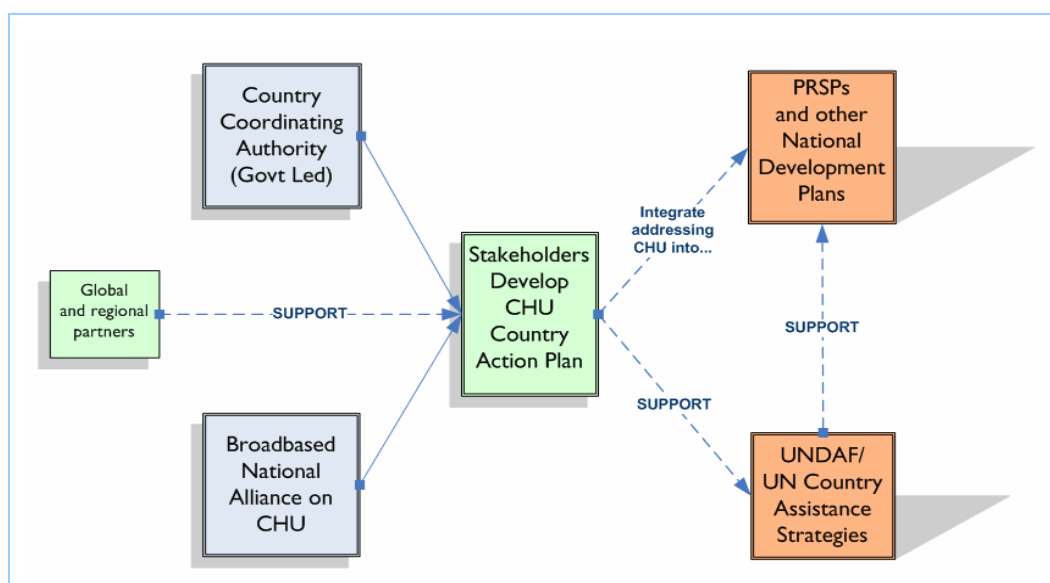 Country
Coordinating
Authority
(Govt Led)
PRSPs
and other
National
Development
Plans
Integrate
addressing
CHU into...
Global
and regional
partners
SUPPORT
Stakeholders
Develop
CHU
Country
Action Plan
SUPPORT
SUPPORT
Broadbased
National
Alliance on
CHU
UNDAF/
UN Country
Assistance
Strategies